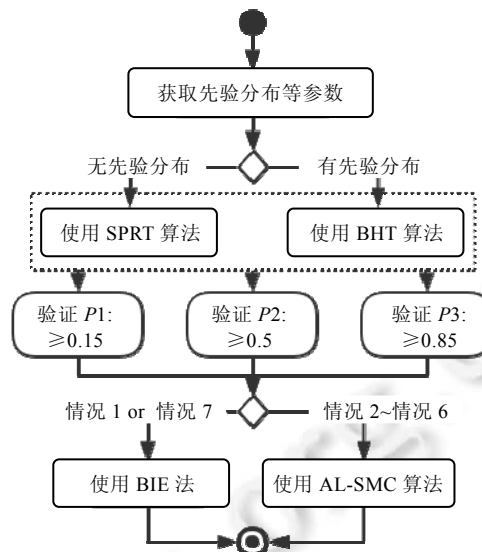 获取先验分布等参数
无先验分布
有先验分布
使用 SPRT 算法
使用 BHT 算法
验证 P1:
≥0.15
验证 P2:
≥0.5
验证 P3:
≥0.85
情况 1 or 情况 7
情况 2~情况 6
使用 BIE 法
使用 AL-SMC 算法